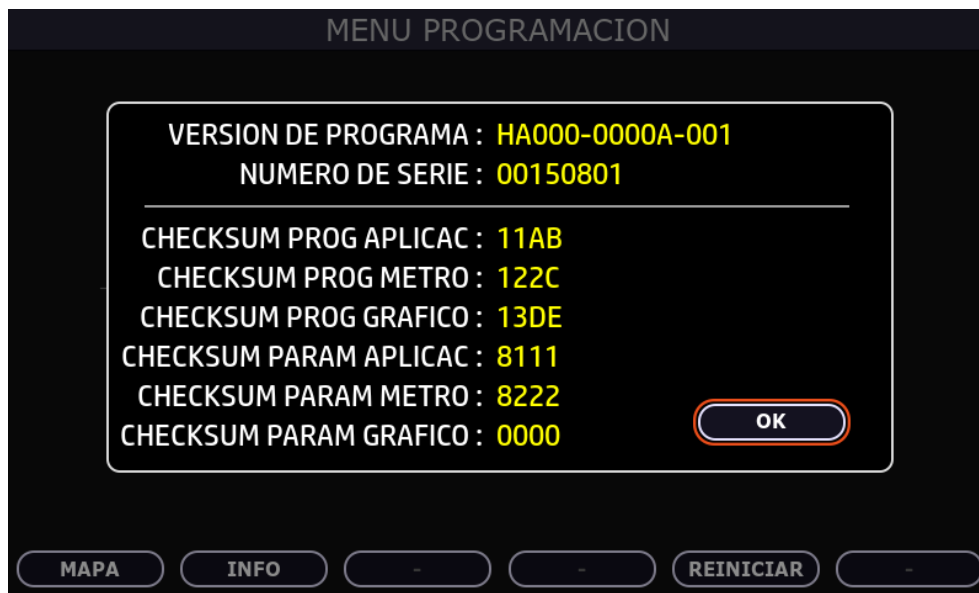 MENU PROGRAMACION
VERSION DE PROGRAMA : HA000-0000A-001
NUMERO DE SERIE : 00150801
CHECKSUM PROG APLICAC : 11AB
CHECKSUM PROG METRO : 122C
CHECKSUM PROG GRAFICO : 13DE
CHECKSUM PARAM APLICAC : 8111
CHECKSUM PARAM METRO : 8222
CHECKSUM PARAM GRAFICO : 0000
OK
MAPA INFO - - REINICIAR -